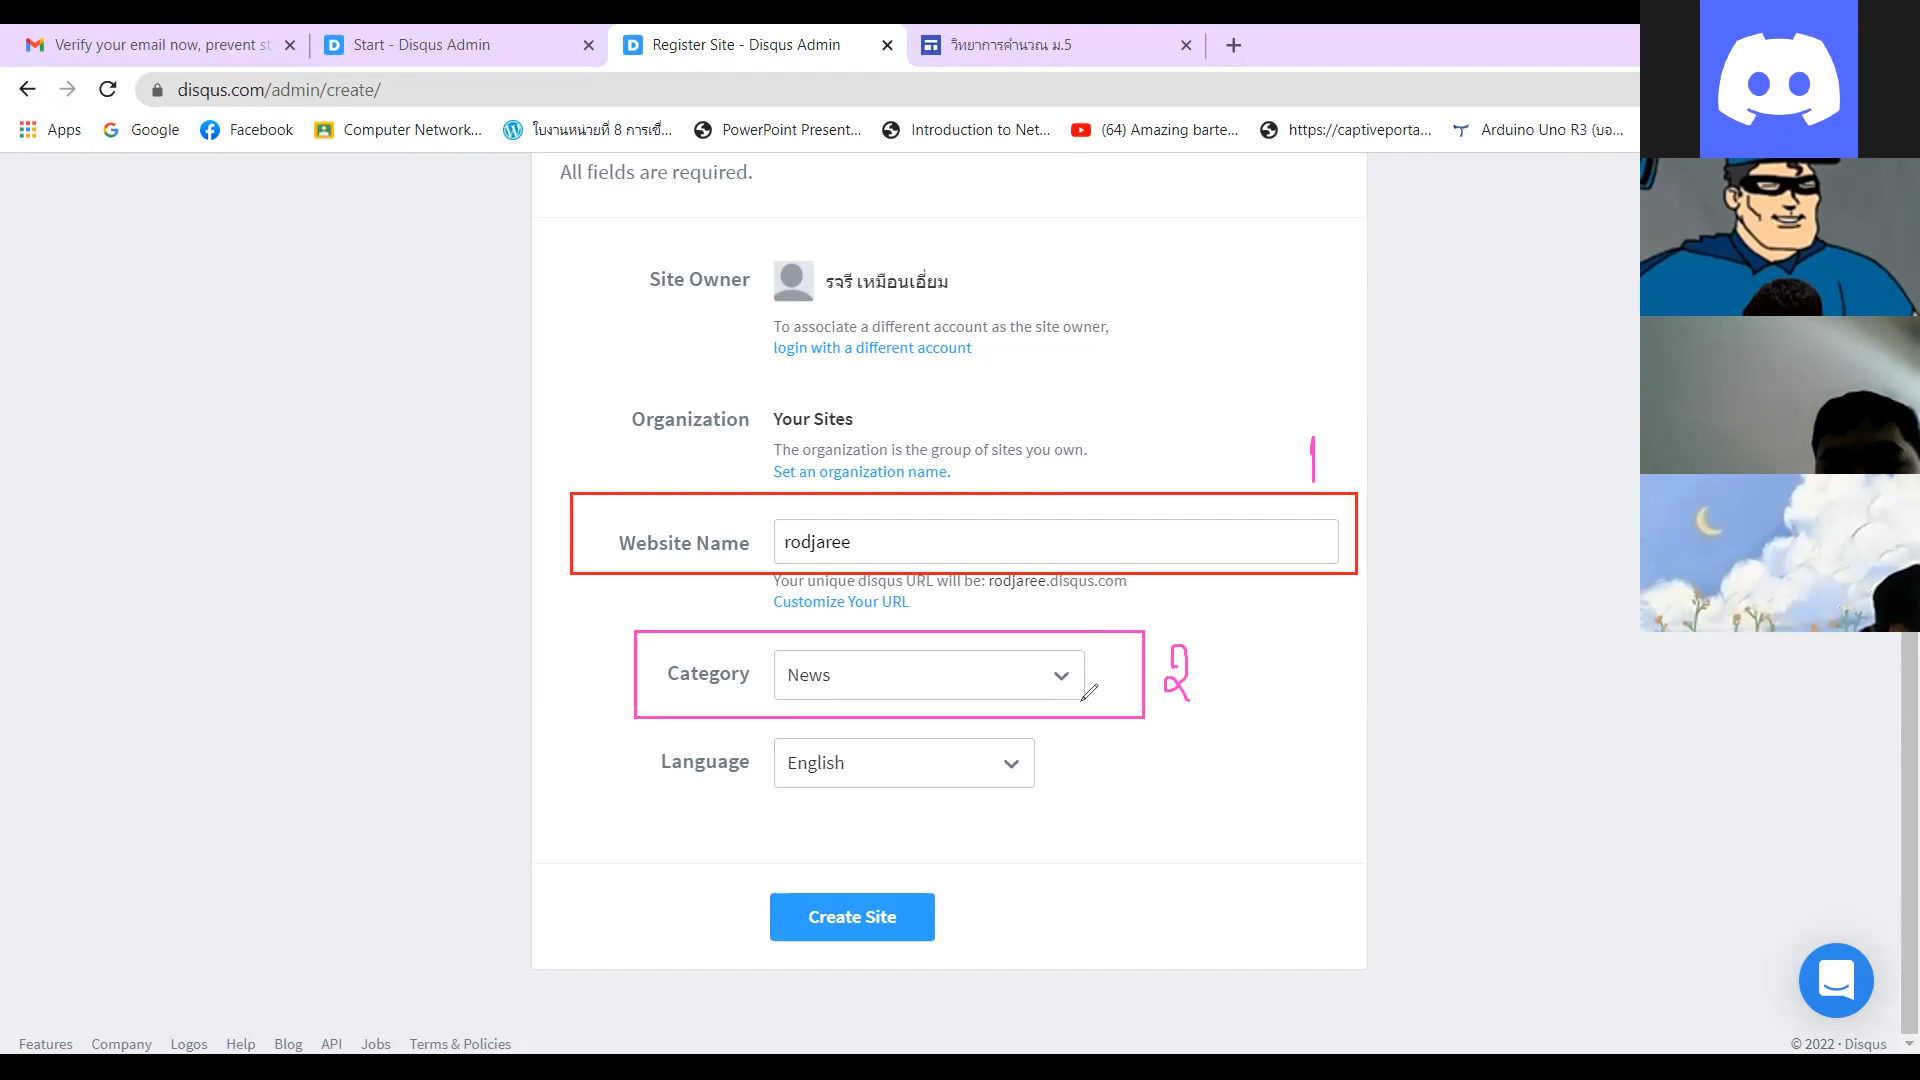 Verify your email now, prevent st
Start - Disqus Admin
Register Site - Disqus Admin
วิทยาการคำนวณ ม.5
disqus.com/admin/create/
Apps
Google
Facebook
Computer Network...
ใบงานหน่วยที่ 8 การเชื่...
PowerPoint Present...
Introduction to Net...
(64) Amazing barte...
https://captiveporta...
Arduino Uno R3 (บอ...
All fields are required.
Site Owner
รจรี เหมือนเอี่ยม
To associate a different account as the site owner,
login with a different account
Organization
Your Sites
The organization is the group of sites you own.
Set an organization name.
1
Website Name
rodjaree
Your unique disqus URL will be: rodjaree.disqus.com
Customize Your URL
Category
News
2
Language
English
Create Site
Features
Company
Logos
Help
Blog
API
Jobs
Terms & Policies
© 2022 · Disqus